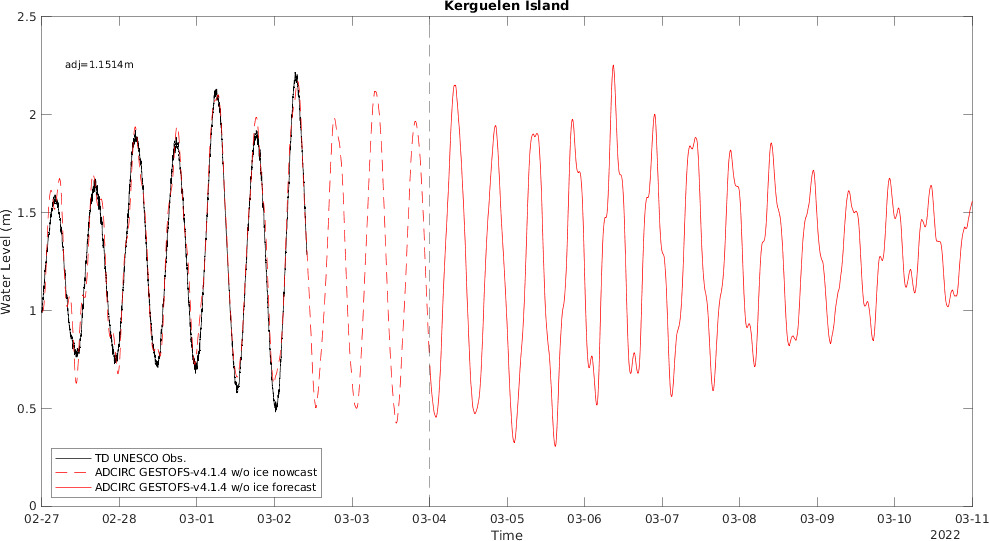 Kerguelen Island
2.5
adj=1.1514m
2
1.5
Water Level (m)
1
0.5
TD UNESCO Obs.
ADCIRC GESTOFS-v4.1.4 w/o ice nowcast
ADCIRC GESTOFS-v4.1.4 w/o ice forecast
0
02-27 02-28 03-01 03-02 03-03 03-04 03-05 03-06 03-07 03-08 03-09 03-10 03-11
Time
2022